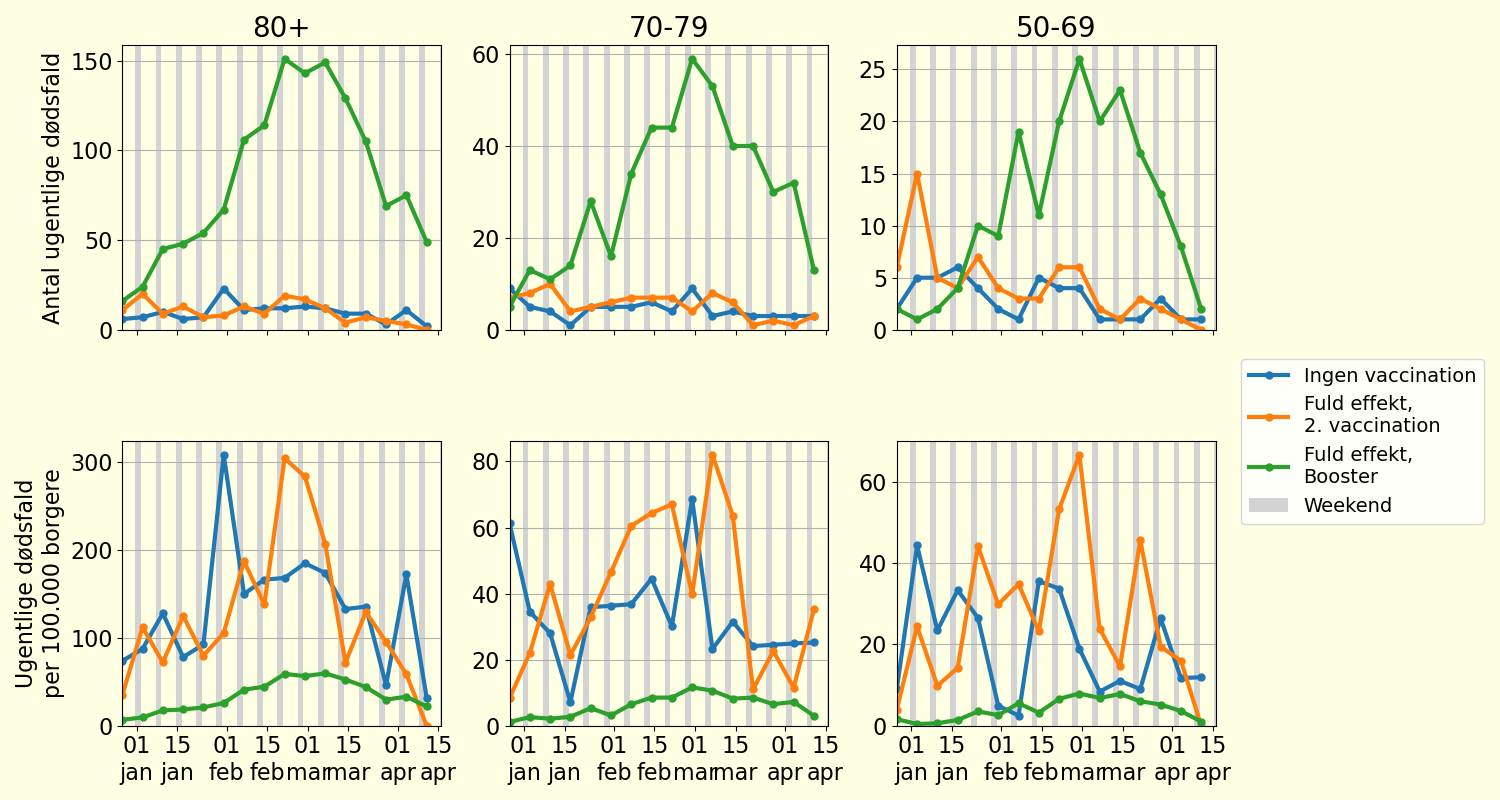 80+
70-79
50-69
Antal ugentlige dødsfald
150
100
50
0
60
40
20
0
25
20
15
10
5
0
Ingen vaccination
Fuld effekt,
2. vaccination
Fuld effekt,
Booster
Weekend
Ugentlige dødsfald
per 100.000 borgere
300
200
100
0
80
60
40
20
0
60
40
20
0
01 15 01 15 01 15 01 15
jan jan feb feb mar mar apr apr
01 15 01 15 01 15 01 15
jan jan feb feb mar mar apr apr
01 15 01 15 01 15 01 15
jan jan feb feb mar mar apr apr